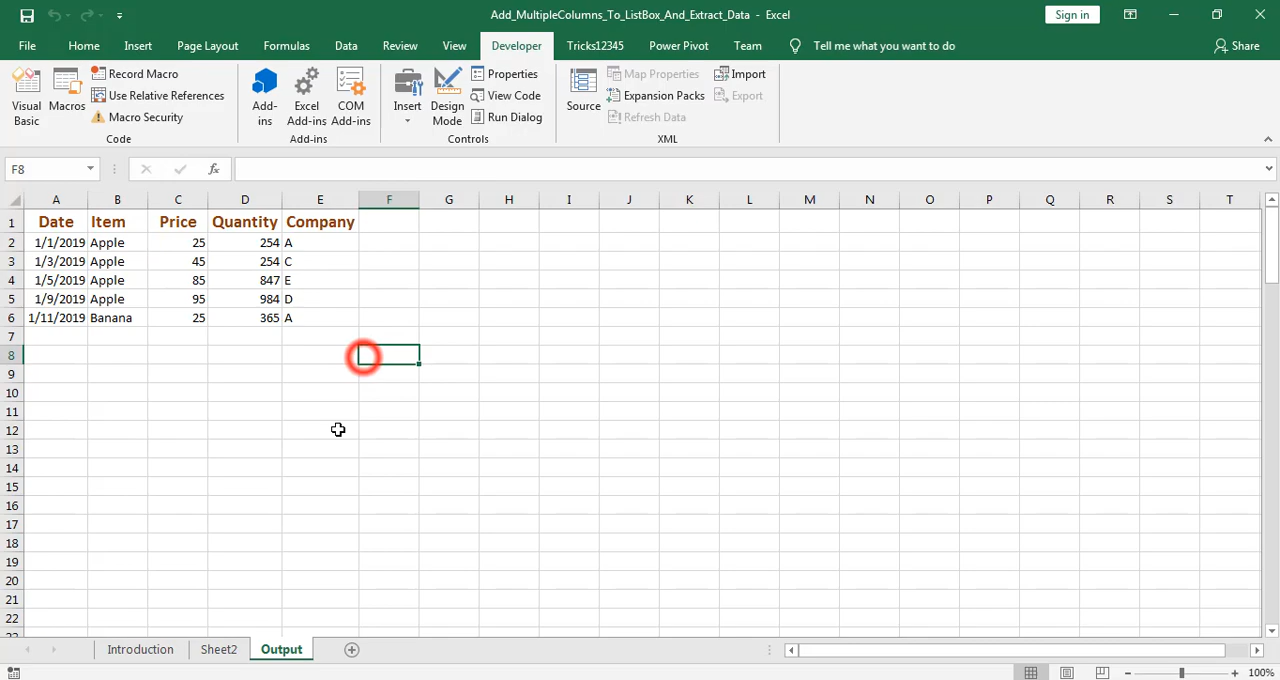 Add_MultipleColumns_To_ListBox_And_Extract_Data - Excel
Sign in
File Home Insert Page Layout Formulas Data Review View Developer Tricks12345 Power Pivot Team Tell me what you want to do Share
Visual Basic
Macros
Record Macro
Use Relative References
Macro Security
Code
Add-ins
Excel Add-ins
COM Add-ins
Add-ins
Insert
Design Mode
Properties
View Code
Run Dialog
Controls
Source
Map Properties
Expansion Packs
Refresh Data
Import
Export
XML
F8 fx
A B C D E F G H I J K L M N O P Q R S T
1 Date Item Price Quantity Company
2 1/1/2019 Apple 25 254 A
3 1/3/2019 Apple 45 254 C
4 1/5/2019 Apple 85 847 E
5 1/9/2019 Apple 95 984 D
6 1/11/2019 Banana 25 365 A
7
8
9
10
11
12
13
14
15
16
17
18
19
20
21
22
Introduction Sheet2 Output
100%